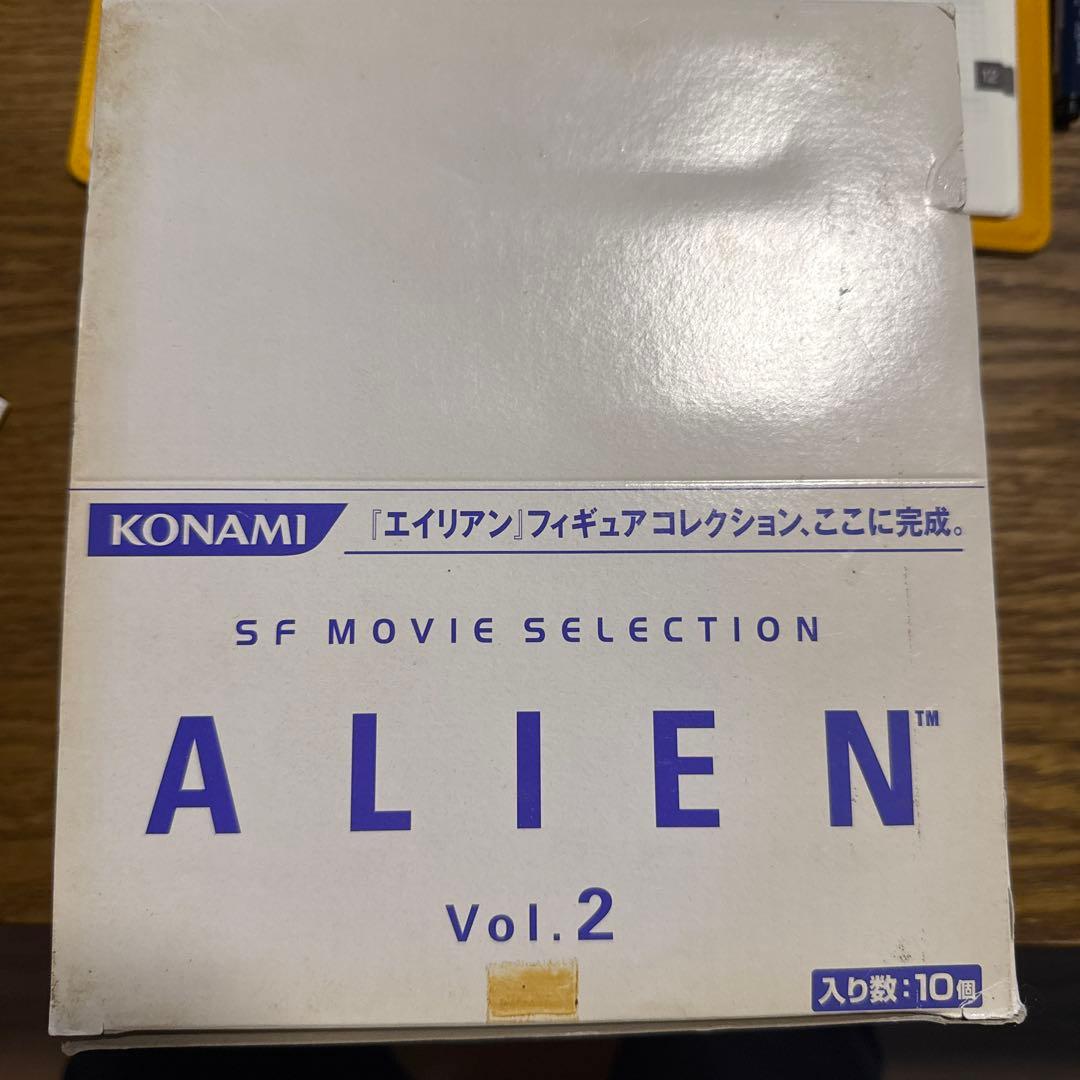 12
KONAMI
『エイリアン』フィギュアコレクション、ここに完成。
SF MOVIE SELECTION
ALIEN™
Vol.2
入り数:10個